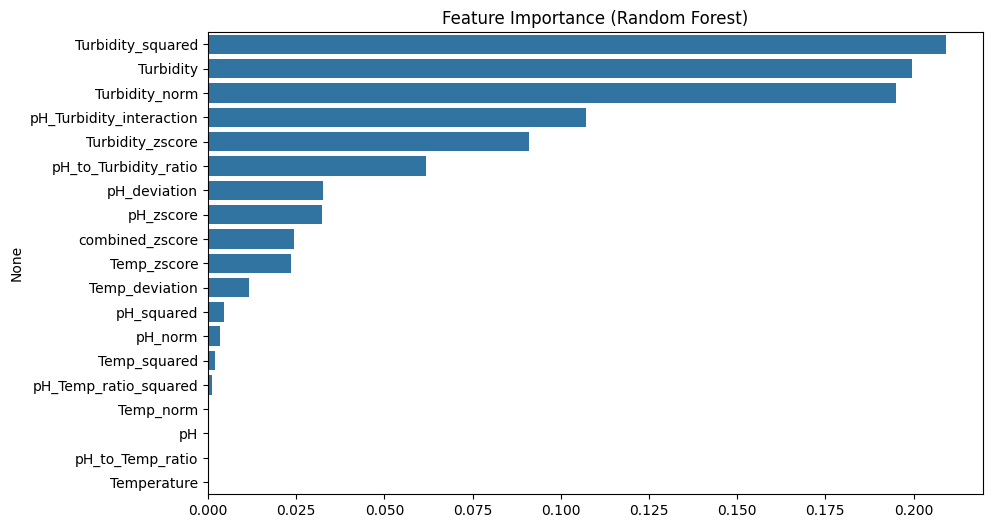 Feature Importance (Random Forest)
Turbidity_squared
Turbidity
Turbidity_norm
pH_Turbidity_interaction
Turbidity_zscore
pH_to_Turbidity_ratio
pH_deviation
pH_zscore
combined_zscore
Temp_zscore
Temp_deviation
pH_squared
pH_norm
Temp_squared
pH_Temp_ratio_squared
Temp_norm
pH
pH_to_Temp_ratio
Temperature
None
0.000 0.025 0.050 0.075 0.100 0.125 0.150 0.175 0.200